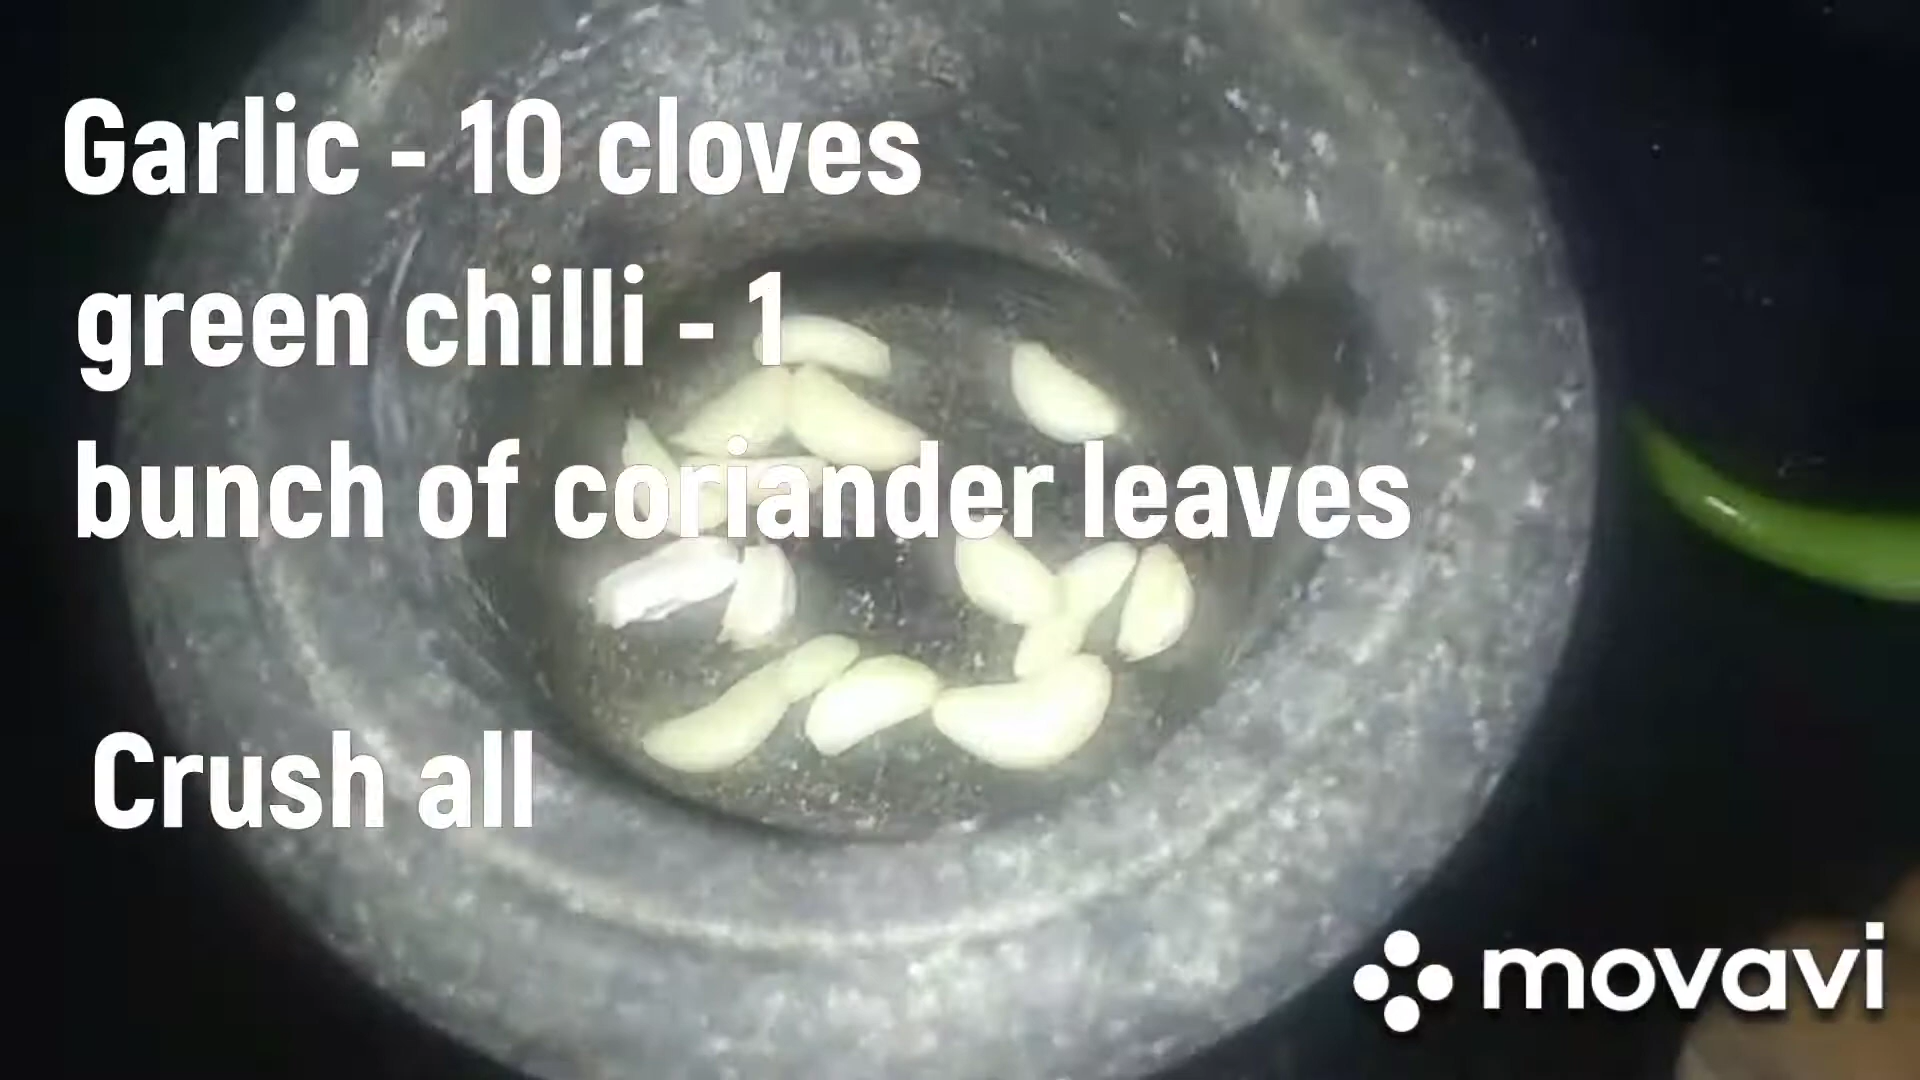 Garlic - 10 cloves
green chilli - 1
bunch of coriander leaves
Crush all
movavi